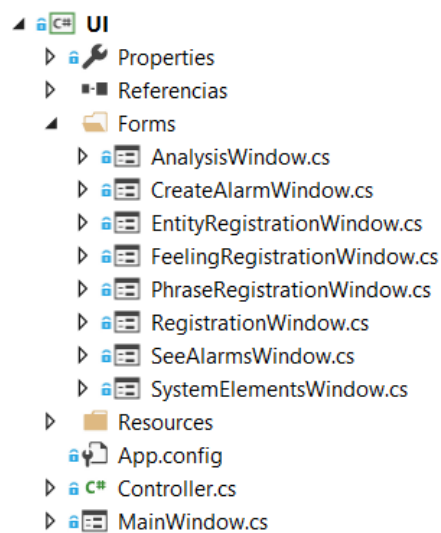 C# UI
Properties
Referencias
Forms
AnalysisWindow.cs
CreateAlarmWindow.cs
EntityRegistrationWindow.cs
FeelingRegistrationWindow.cs
PhraseRegistrationWindow.cs
RegistrationWindow.cs
SeeAlarmsWindow.cs
SystemElementsWindow.cs
Resources
App.config
C# Controller.cs
MainWindow.cs